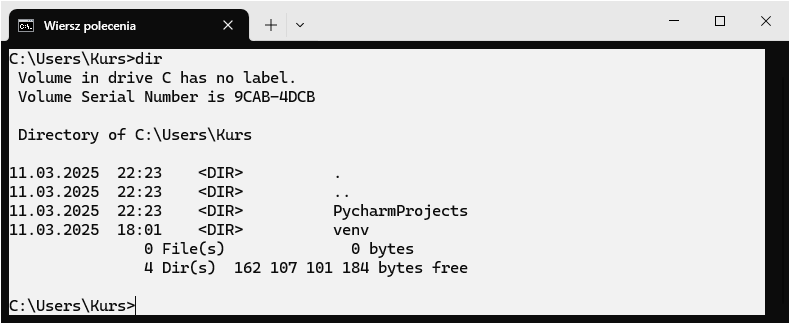 Wiersz polecenia
C:\Users\Kurs>dir
 Volume in drive C has no label.
 Volume Serial Number is 9CAB-4DCB

 Directory of C:\Users\Kurs

11.03.2025  22:23    <DIR>          .
11.03.2025  22:23    <DIR>          ..
11.03.2025  22:23    <DIR>          PycharmProjects
11.03.2025  18:01    <DIR>          venv
               0 File(s)              0 bytes
               4 Dir(s)  162 107 101 184 bytes free

C:\Users\Kurs>